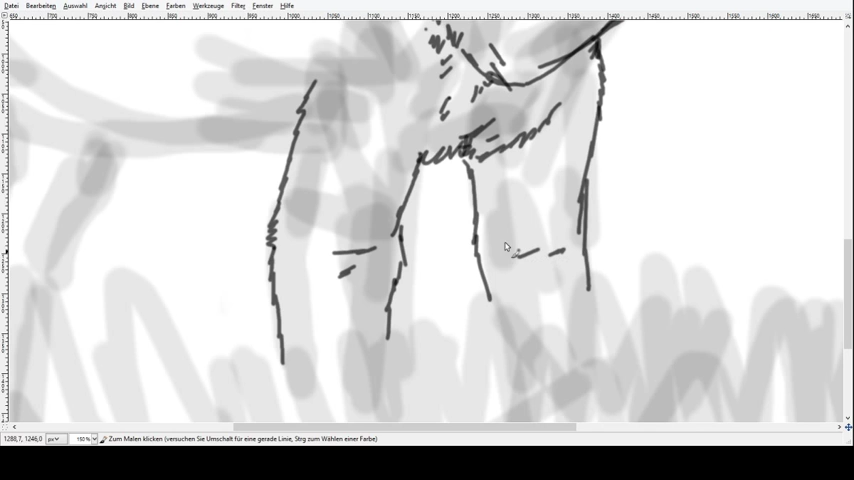 Datei Bearbeiten Auswahl Ansicht Bild Ebene Farben Werkzeuge Filter Fenster Hilfe
1288,7, 1246,0 px 150 % Zum Malen klicken (versuchen Sie Umschalt für eine gerade Linie, Strg zum Wählen einer Farbe)